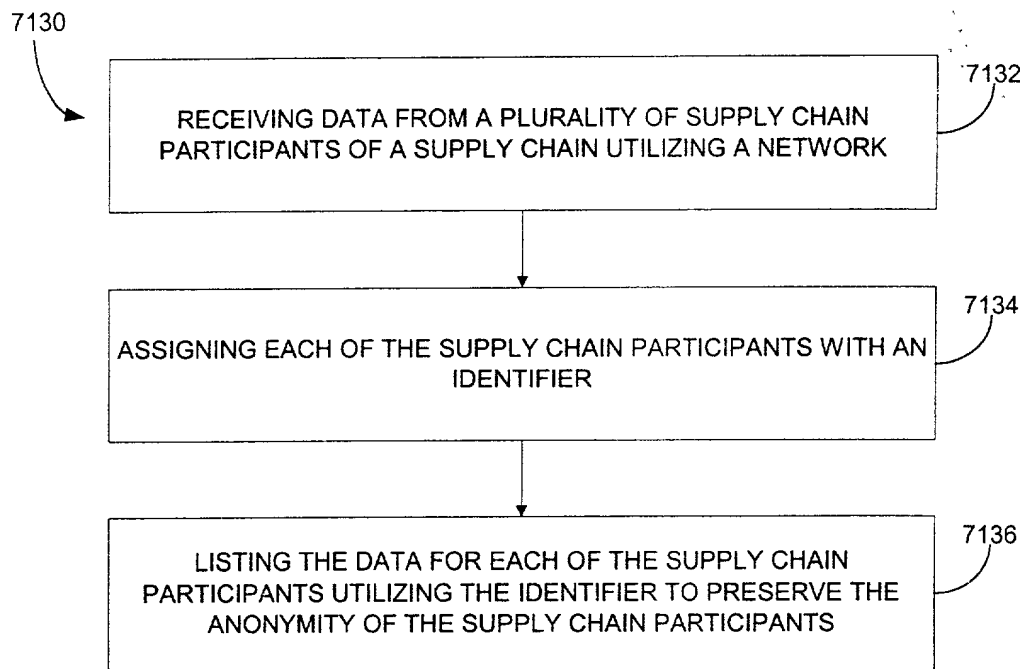 7130
7132
RECEIVING DATA FROM A PLURALITY OF SUPPLY CHAIN
PARTICIPANTS OF A SUPPLY CHAIN UTILIZING A NETWORK
7134
ASSIGNING EACH OF THE SUPPLY CHAIN PARTICIPANTS WITH AN
IDENTIFIER
7136
LISTING THE DATA FOR EACH OF THE SUPPLY CHAIN
PARTICIPANTS UTILIZING THE IDENTIFIER TO PRESERVE THE
ANONYMITY OF THE SUPPLY CHAIN PARTICIPANTS